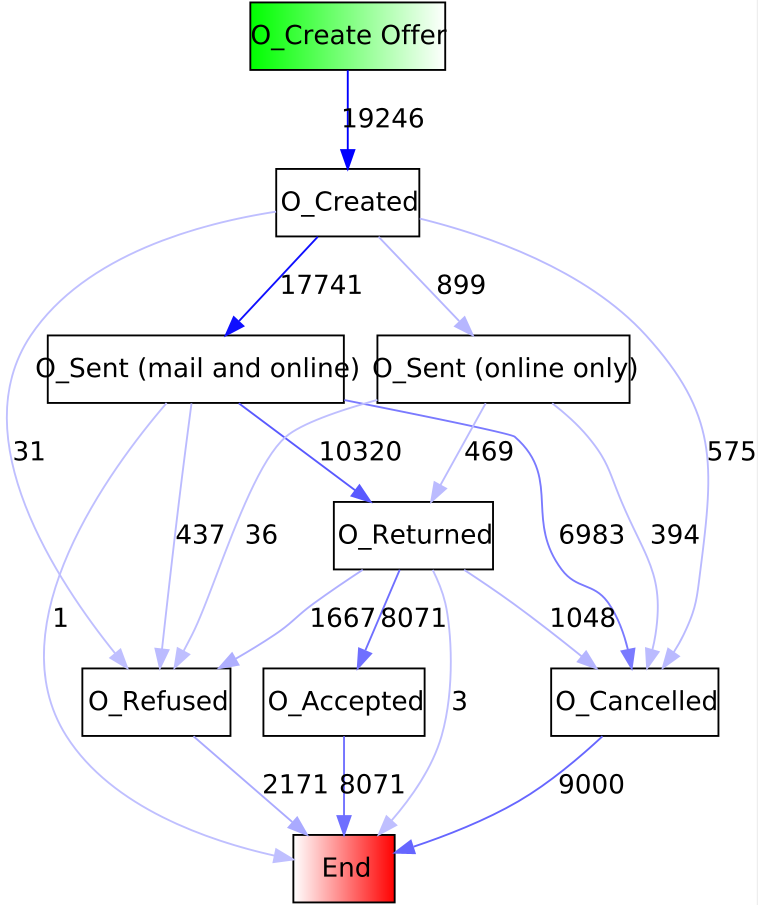 O_Create Offer
19246
O_Created
17741
899
O_Sent (mail and online)
O_Sent (online only)
31
10320
469
575
437
36
O_Returned
6983
394
1
1667
8071
1048
O_Refused
O_Accepted
3
O_Cancelled
2171
8071
9000
End